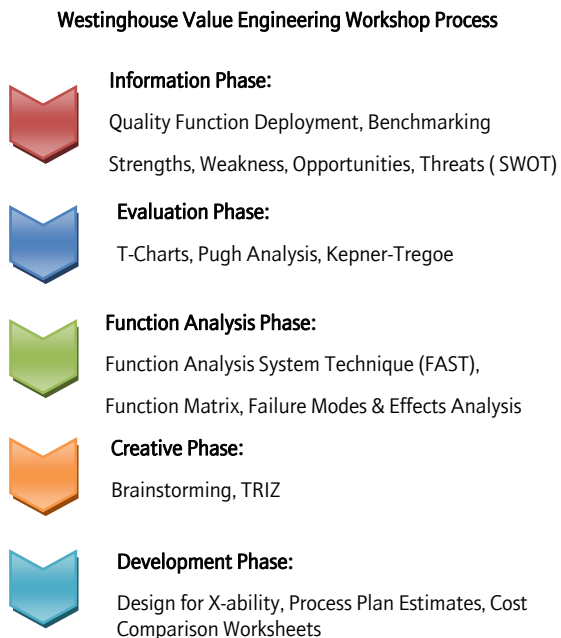 Westinghouse Value Engineering Workshop Process
Information Phase:
Quality Function Deployment, Benchmarking
Strengths, Weakness, Opportunities, Threats ( SWOT)
Evaluation Phase:
T-Charts, Pugh Analysis, Kepner-Tregoe
Function Analysis Phase:
Function Analysis System Technique (FAST),
Function Matrix, Failure Modes & Effects Analysis
Creative Phase:
Brainstorming, TRIZ
Development Phase:
Design for X-ability, Process Plan Estimates, Cost
Comparison Worksheets